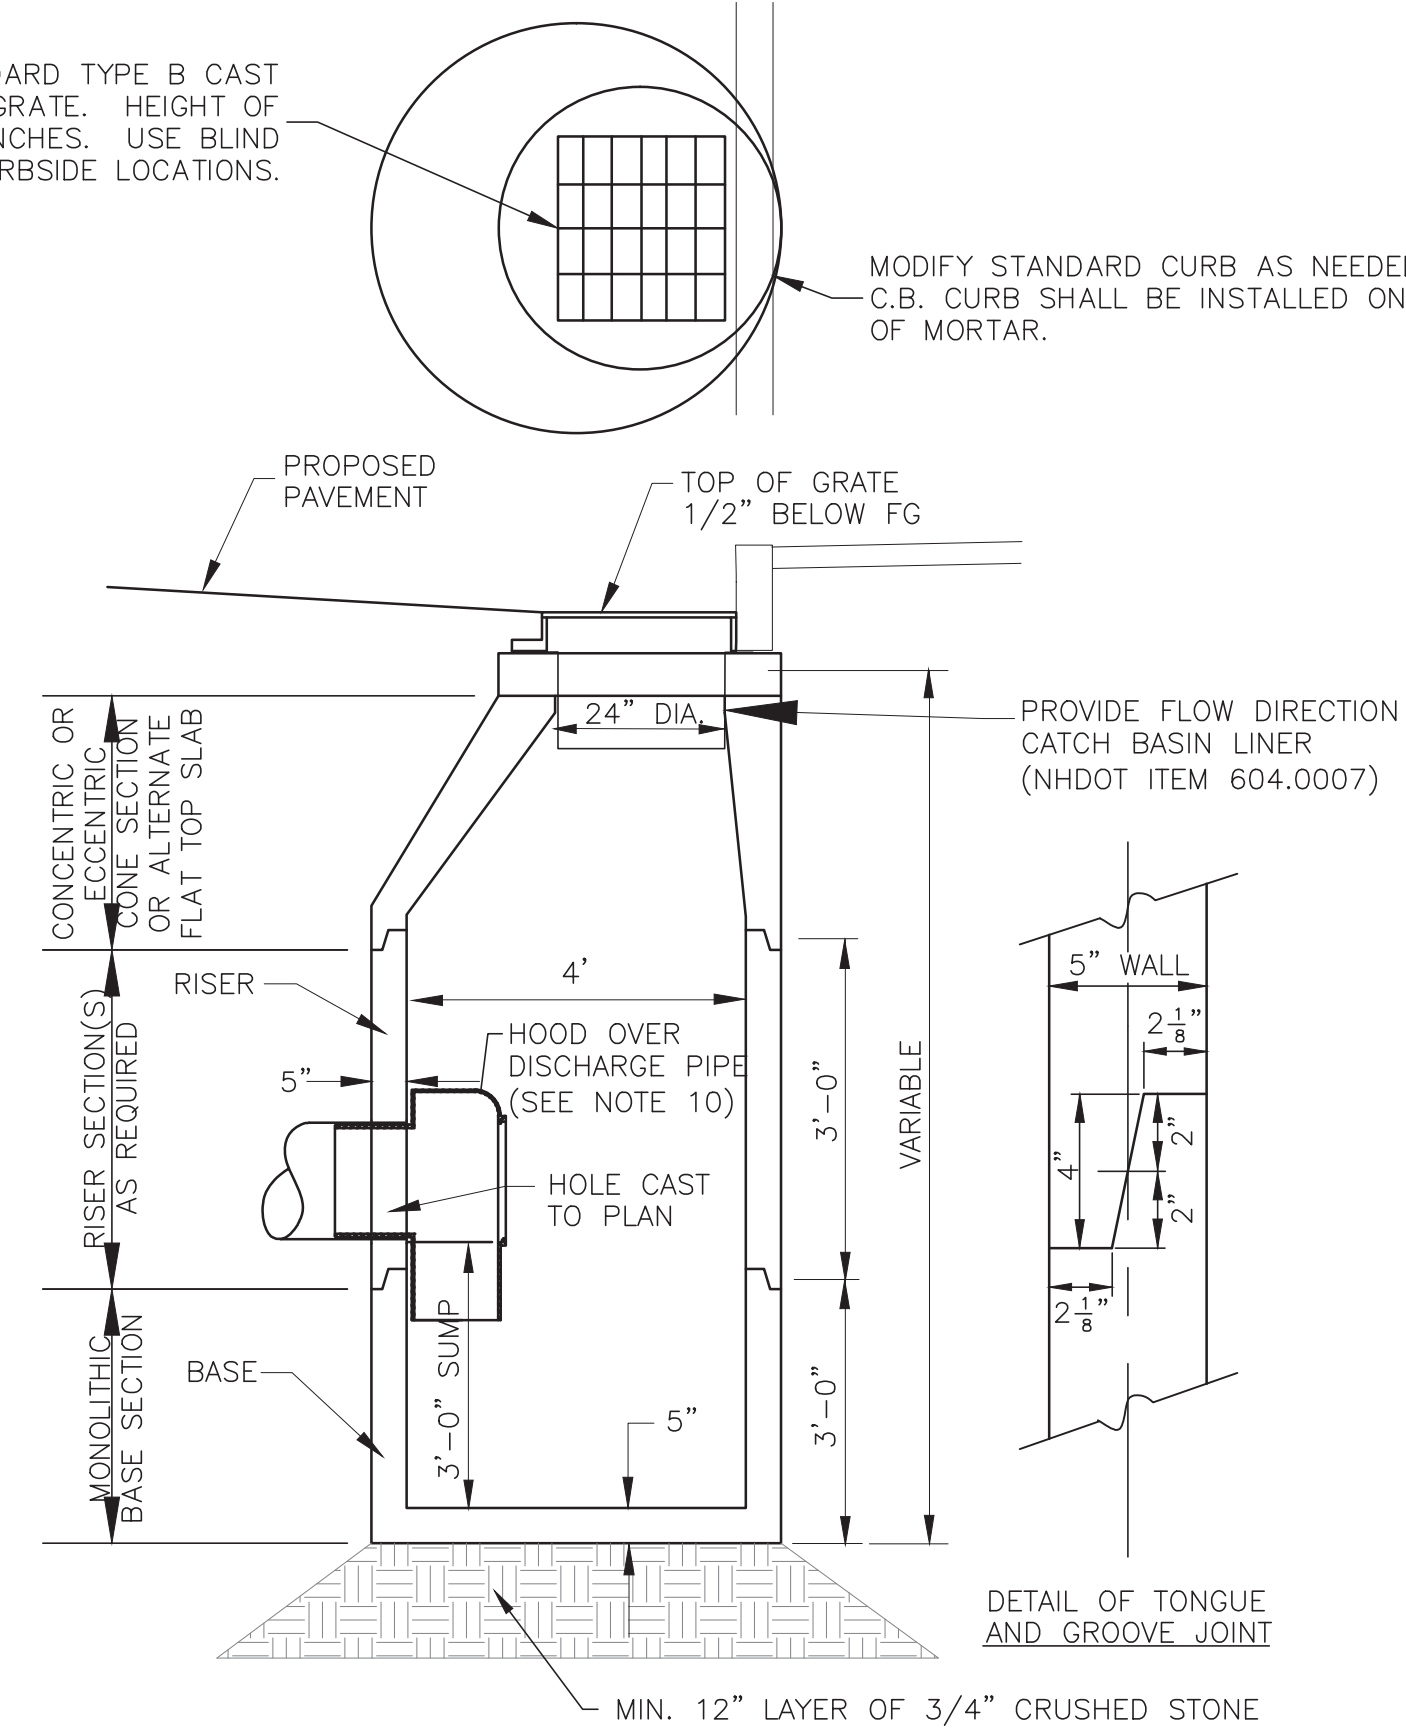 STANDARD TYPE B CAST
GRATE. HEIGHT OF
INCHES. USE BLIND
CURBSIDE LOCATIONS.
MODIFY STANDARD CURB AS NEEDED
C.B. CURB SHALL BE INSTALLED ON
OF MORTAR.
PROPOSED
PAVEMENT
TOP OF GRATE
1/2" BELOW FG
24" DIA.
PROVIDE FLOW DIRECTION
CATCH BASIN LINER
(NHDOT ITEM 604.0007)
CONCENTRIC OR
ECCENTRIC
CONE SECTION
OR ALTERNATE
FLAT TOP SLAB
RISER
4'
RISER SECTION(S)
AS REQUIRED
5"
HOOD OVER
DISCHARGE PIPE
(SEE NOTE 10)
HOLE CAST
TO PLAN
3'-0"
VARIABLE
5" WALL
2 1/8"
4"
2"
2"
2 1/8"
MONOLITHIC
BASE SECTION
BASE
3'-0" SUMP
5"
3'-0"
DETAIL OF TONGUE
AND GROOVE JOINT
MIN. 12" LAYER OF 3/4" CRUSHED STONE